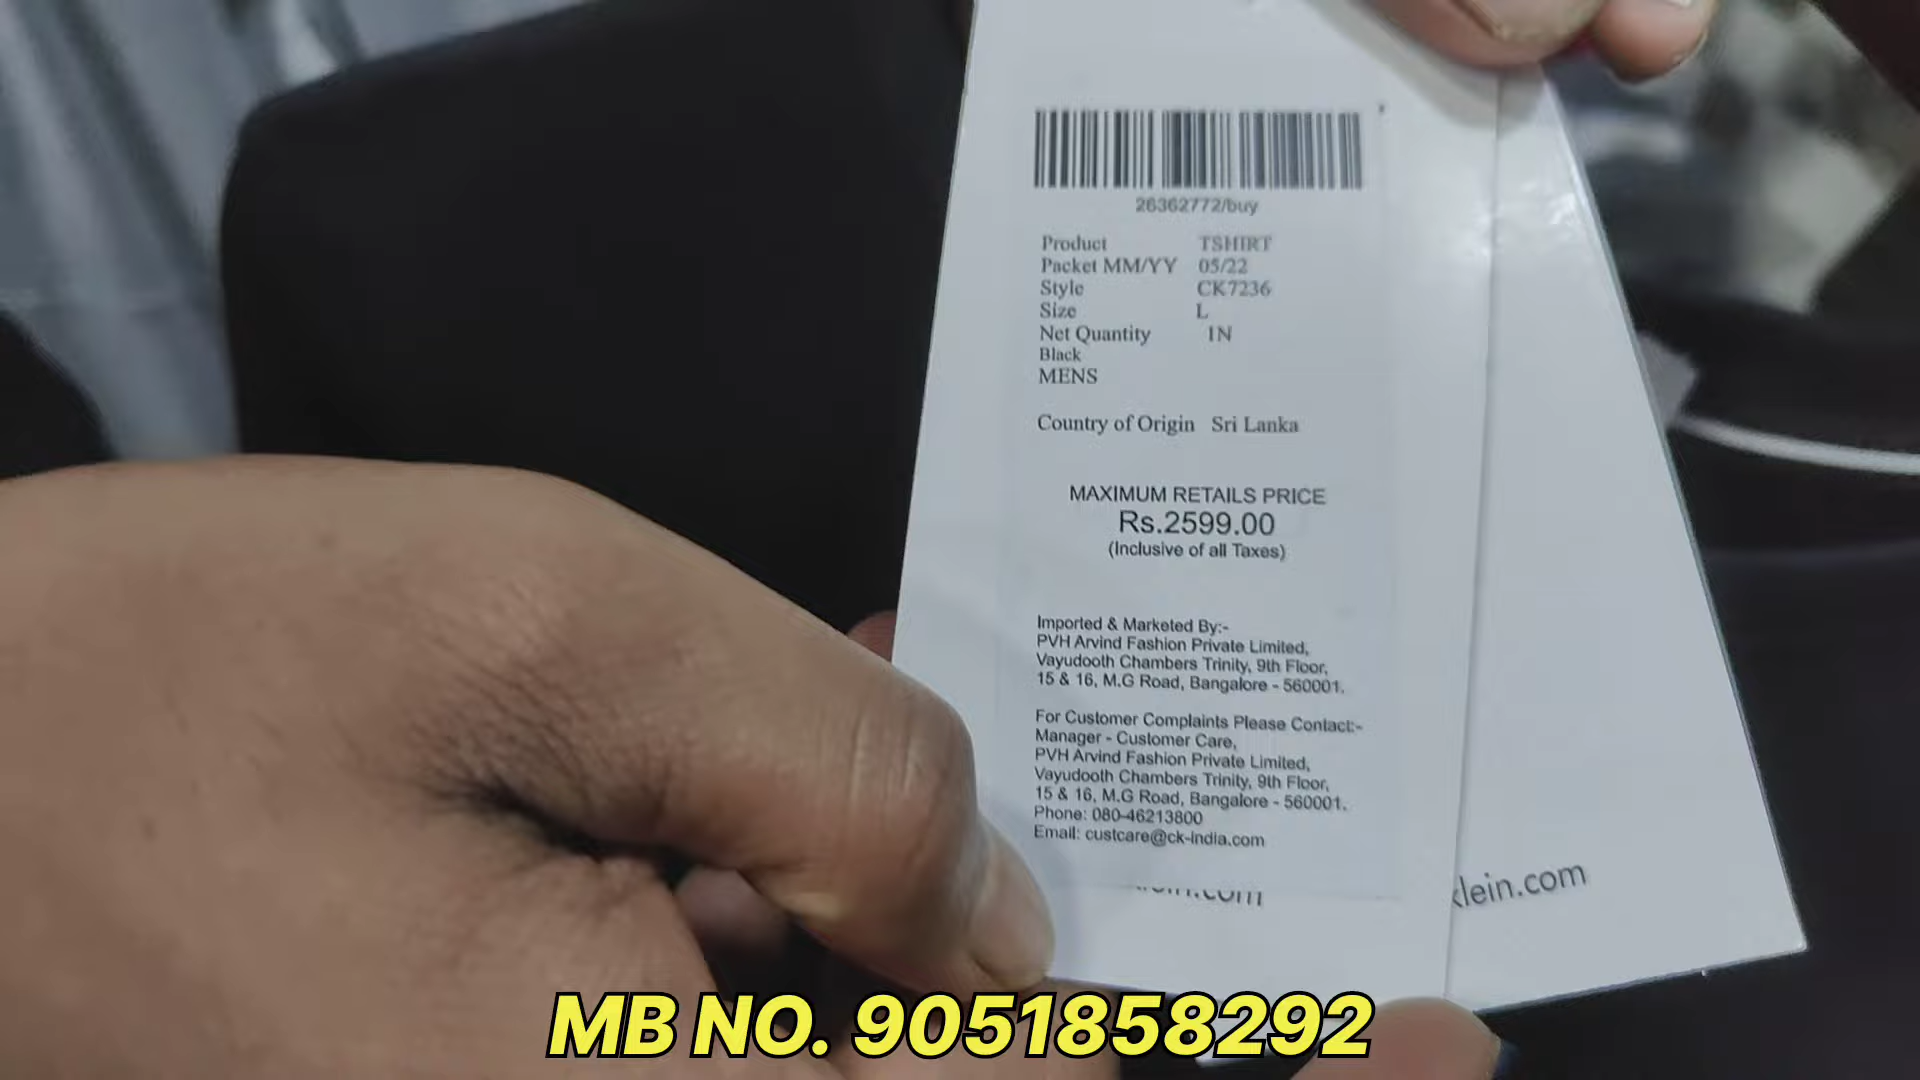 26362772/buy
Product TSHIRT
Packet MM/YY 05/22
Style CK7236
Size L
Net Quantity 1N
Black
MENS
Country of Origin Sri Lanka
MAXIMUM RETAILS PRICE
Rs.2599.00
(Inclusive of all Taxes)
Imported & Marketed By:-
PVH Arvind Fashion Private Limited,
Vayudooth Chambers Trinity, 9th Floor,
15 & 16, M.G Road, Bangalore - 560001.
For Customer Complaints Please Contact:-
Manager - Customer Care,
PVH Arvind Fashion Private Limited,
Vayudooth Chambers Trinity, 9th Floor,
15 & 16, M.G Road, Bangalore - 560001.
Phone: 080-46213800
Email: custcare@ck-india.com
klein.com
MB NO. 9051858292